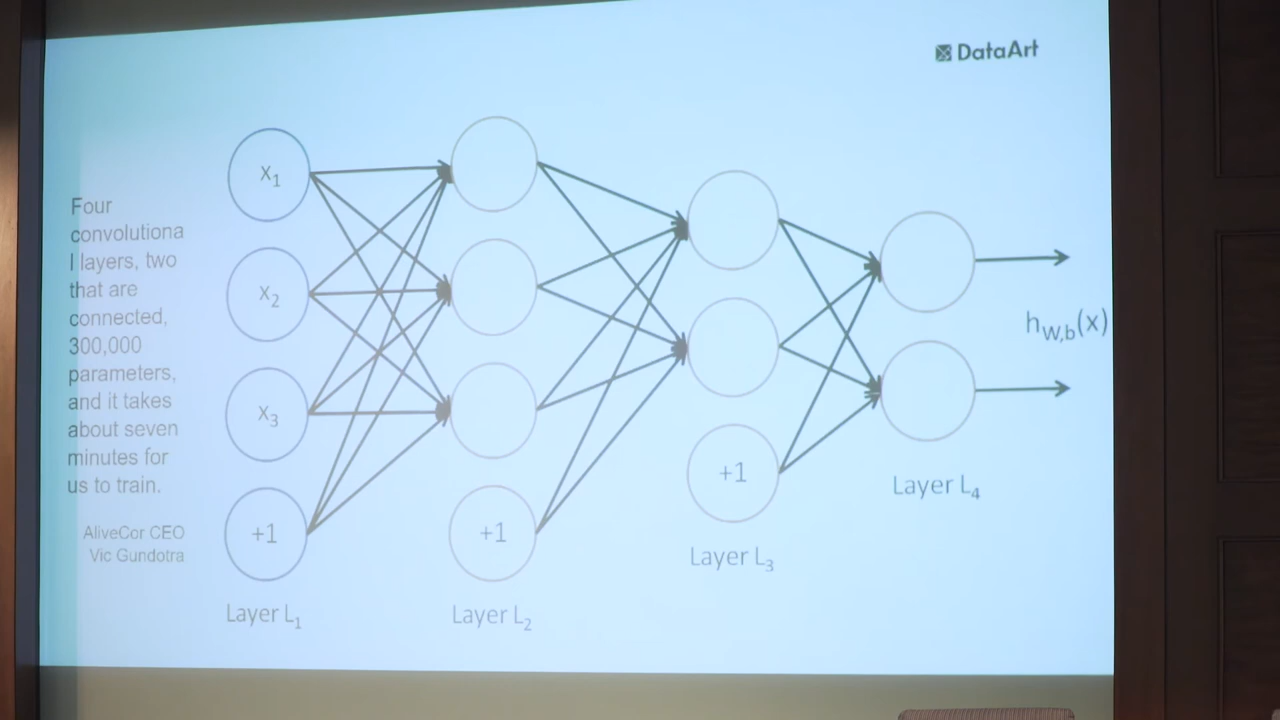 DataArt
Four
convolutiona
l layers, two
that are
connected,
300,000
parameters,
and it takes
about seven
minutes for
us to train.
AliveCor CEO
Vic Gundotra
x1
x2
x3
+1
Layer L1
+1
Layer L2
+1
Layer L3
Layer L4
hW,b(x)